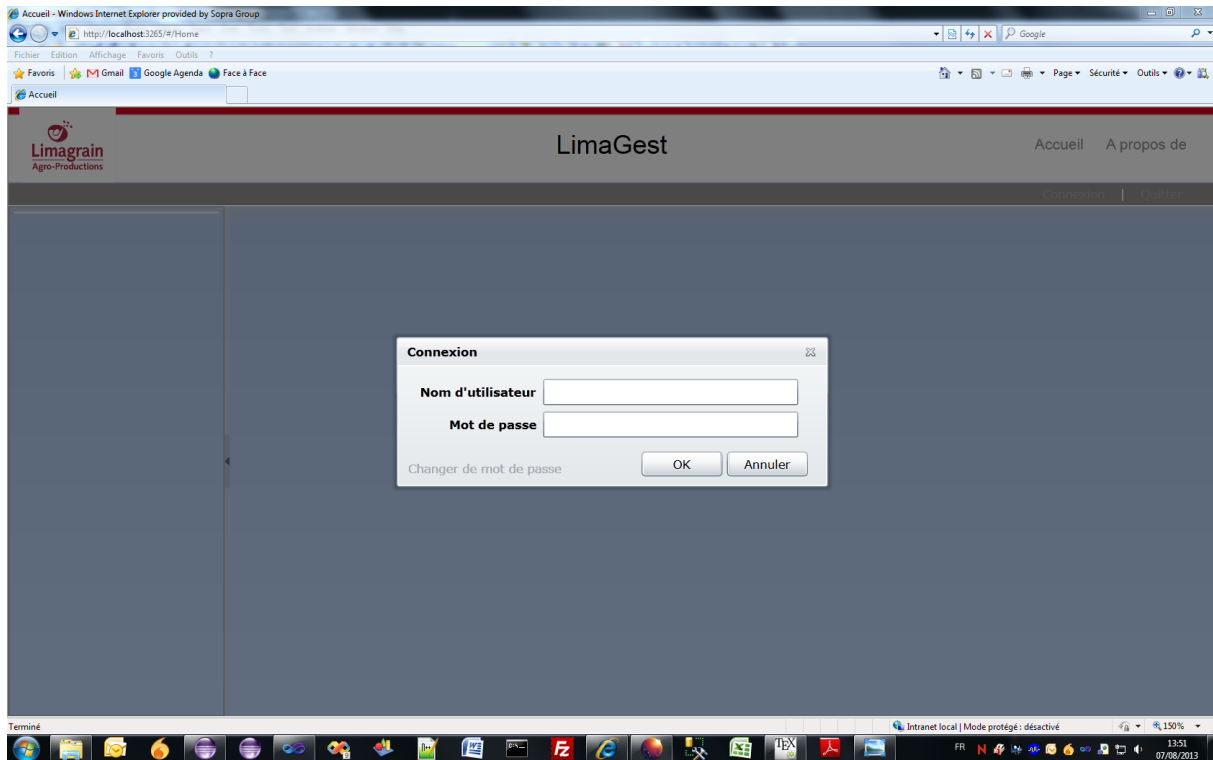 Accueil - Windows Internet Explorer provided by Sopra Group
http://localhost:3265/#/Home
Google
Fichier Edition Affichage Favoris Outils ?
Favoris Gmail Google Agenda Face à Face
Page Sécurité Outils
Accueil
Limagrain
Agro-Productions
LimaGest
Accueil A propos de
Connexion | Quitter
Connexion
Nom d'utilisateur
Mot de passe
Changer de mot de passe
OK
Annuler
Terminé
Intranet local | Mode protégé : désactivé
150%
FR
13:51
07/08/2013